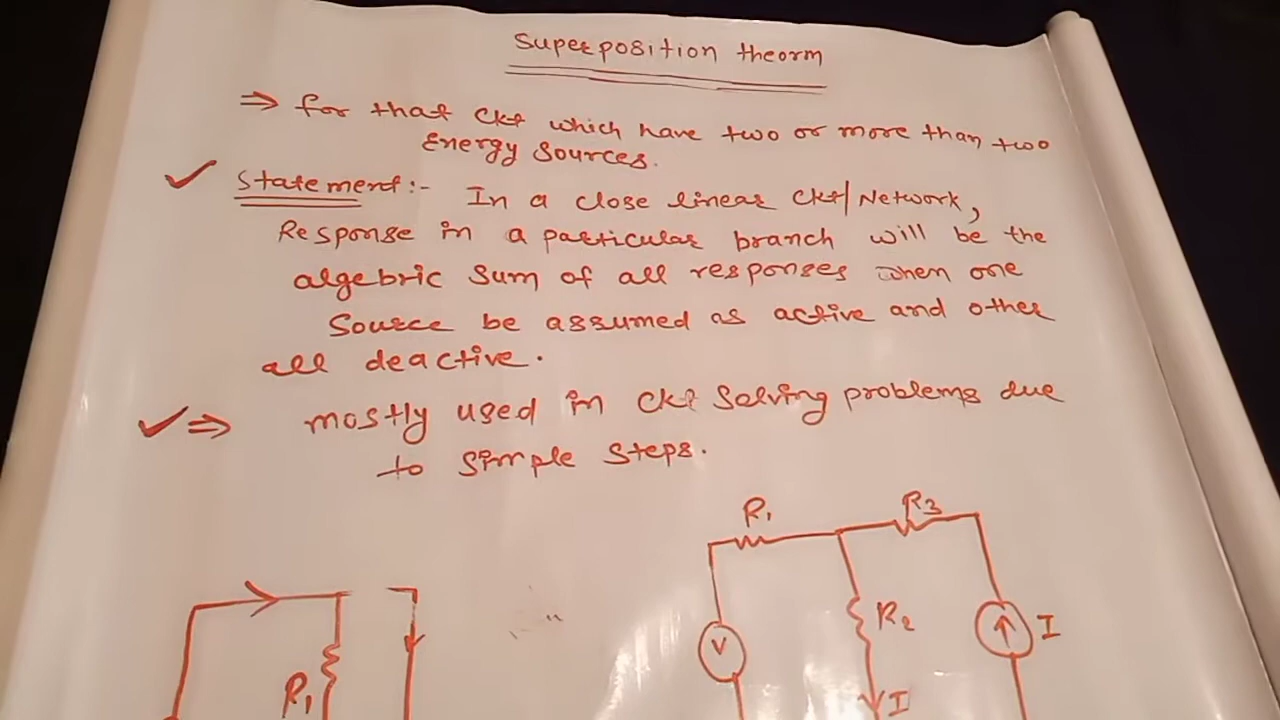 Superposition theorm
⇒ for that Ckt which have two or more than two
Energy Sources.
✓ Statement:- In a close linear Ckt/Network,
Response in a particular branch will be the
algebric sum of all responses when one
Source be assumed as active and other
all deactive.
✓⇒ mostly used in Ckt Solving problems due
to simple steps.
R1 R3
V R2 I
R1 I